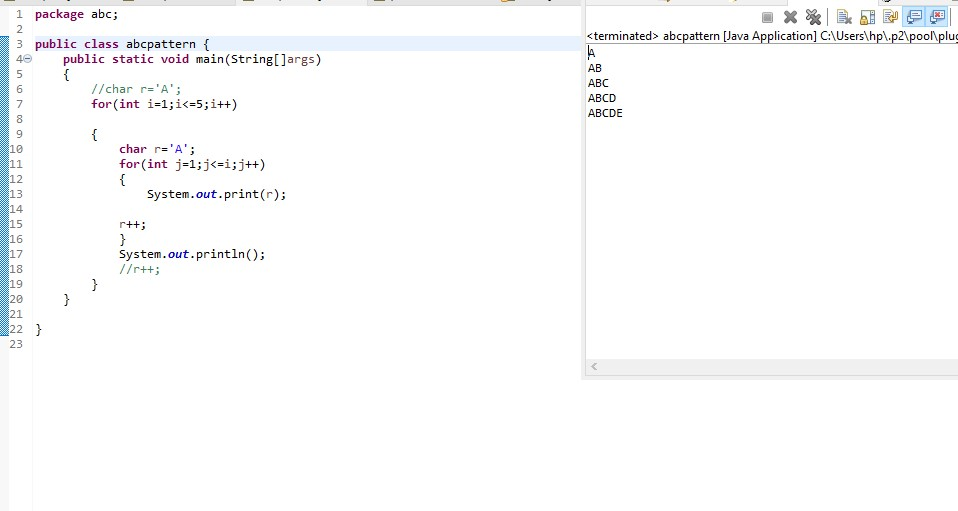 1 package abc;
2
3 public class abcpattern {
4 public static void main(String[]args)
5 {
6 //char r='A';
7 for(int i=1;i<=5;i++)
8
9 {
10 char r='A';
11 for(int j=1;j<=i;j++)
12 {
13 System.out.print(r);
14
15 r++;
16 }
17 System.out.println();
18 //r++;
19 }
20 }
21
22 }
23
<terminated> abcpattern [Java Application] C:\Users\hp\.p2\pool\plug
A
AB
ABC
ABCD
ABCDE